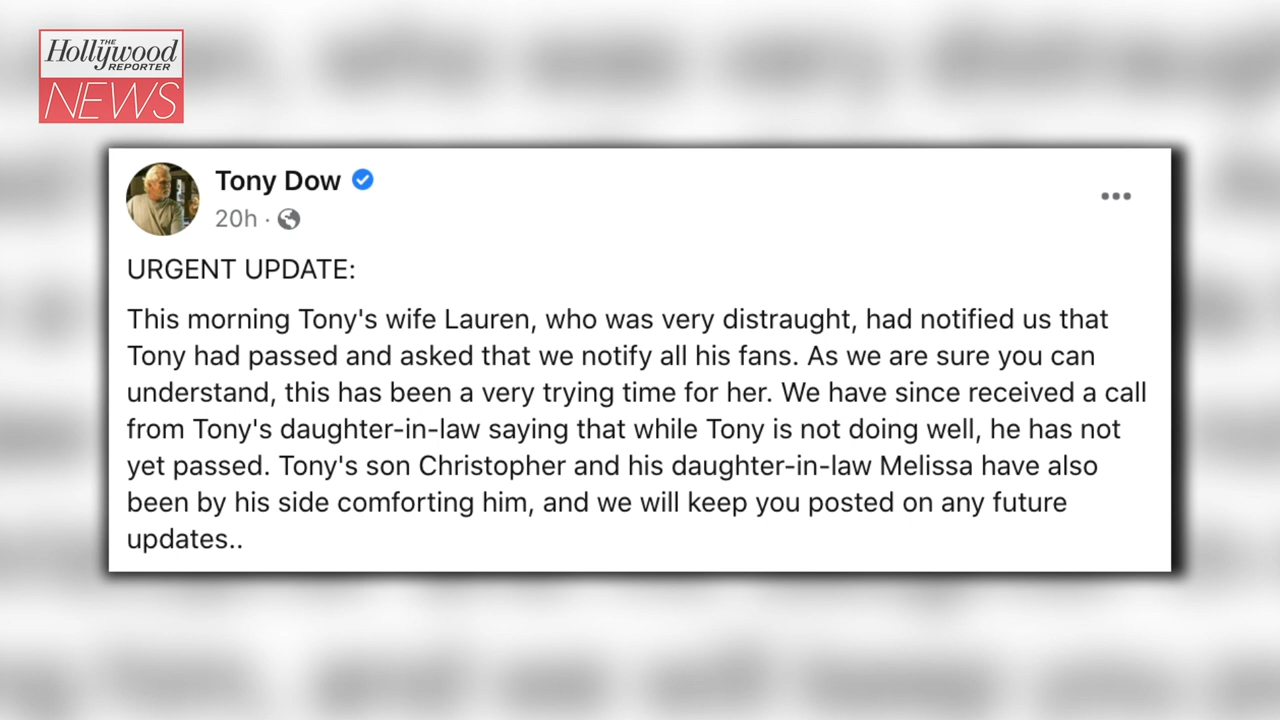 THE
Hollywood
REPORTER
NEWS
Tony Dow
20h ·
URGENT UPDATE:
This morning Tony's wife Lauren, who was very distraught, had notified us that
Tony had passed and asked that we notify all his fans. As we are sure you can
understand, this has been a very trying time for her. We have since received a call
from Tony's daughter-in-law saying that while Tony is not doing well, he has not
yet passed. Tony's son Christopher and his daughter-in-law Melissa have also
been by his side comforting him, and we will keep you posted on any future
updates..